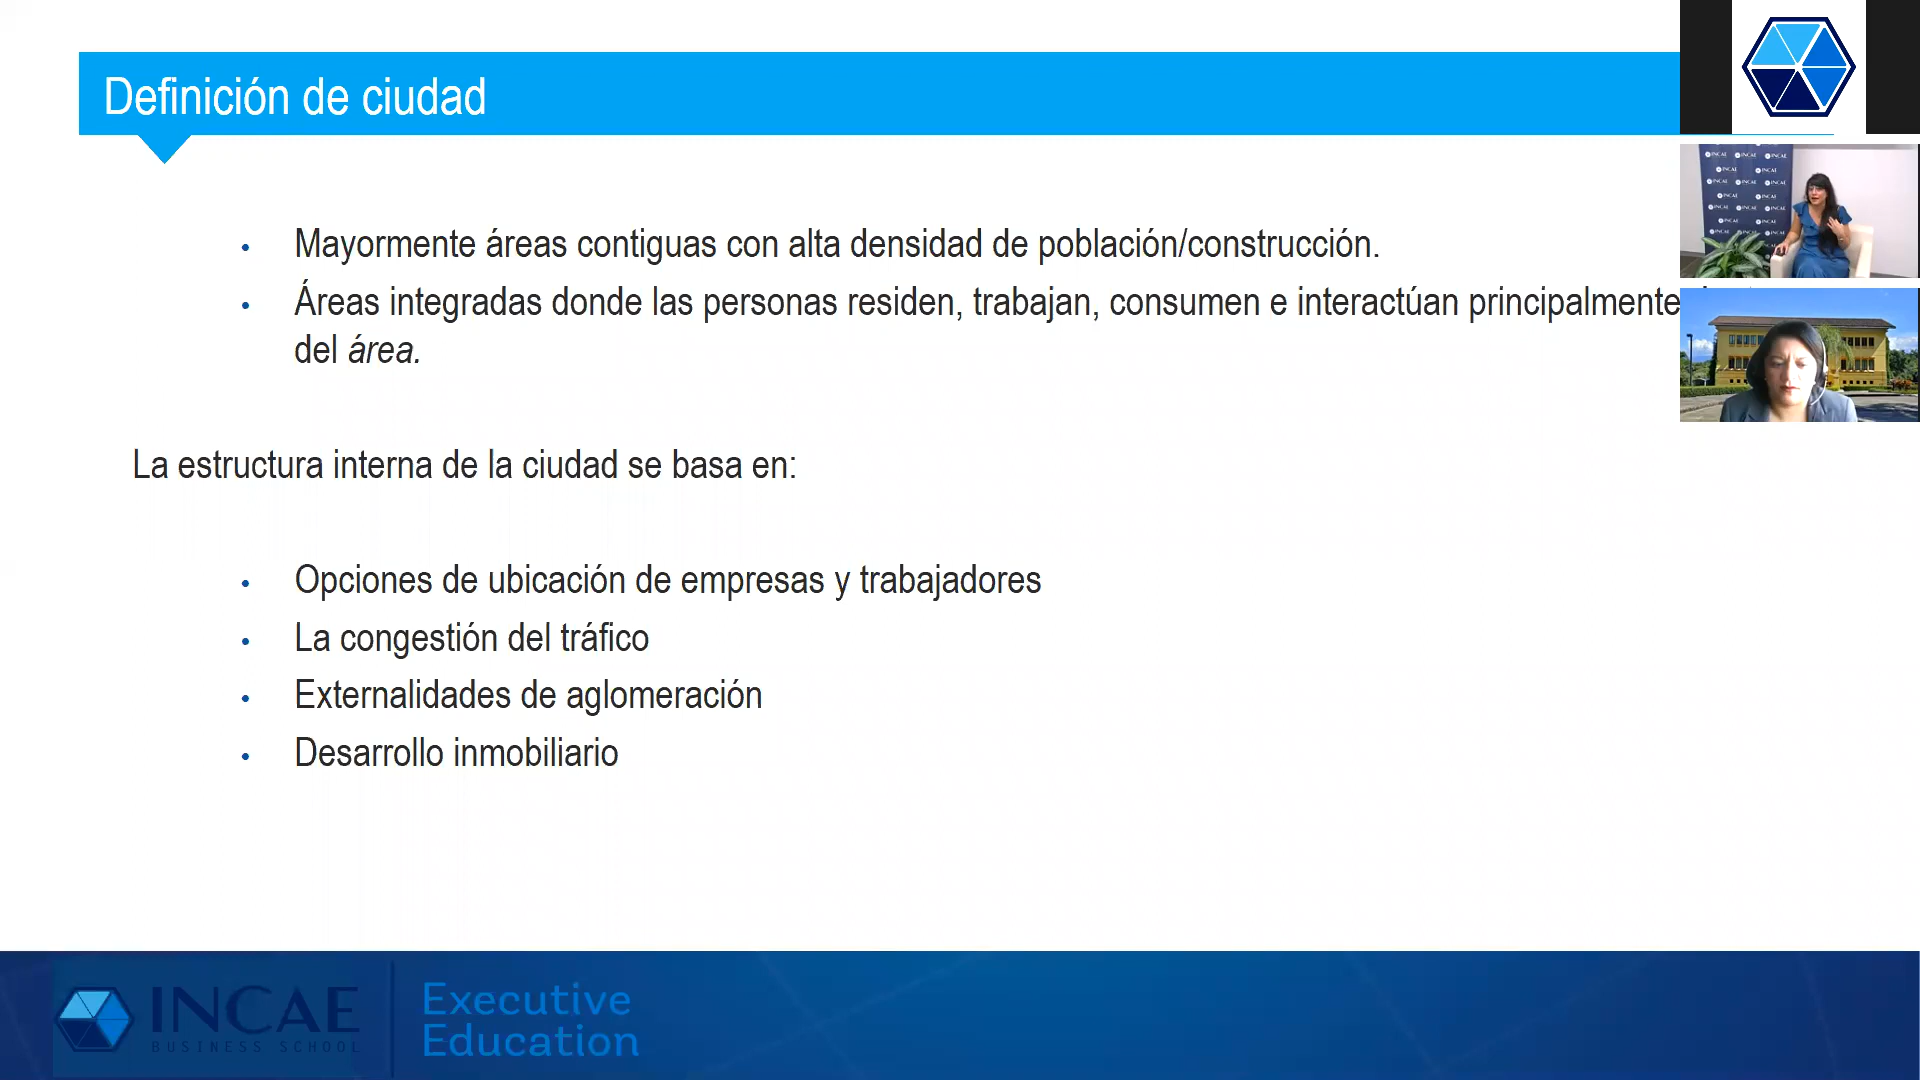 Definición de ciudad
• Mayormente áreas contiguas con alta densidad de población/construcción.
• Áreas integradas donde las personas residen, trabajan, consumen e interactúan principalmente
del área.
La estructura interna de la ciudad se basa en:
• Opciones de ubicación de empresas y trabajadores
• La congestión del tráfico
• Externalidades de aglomeración
• Desarrollo inmobiliario
INCAE
BUSINESS SCHOOL
Executive
Education